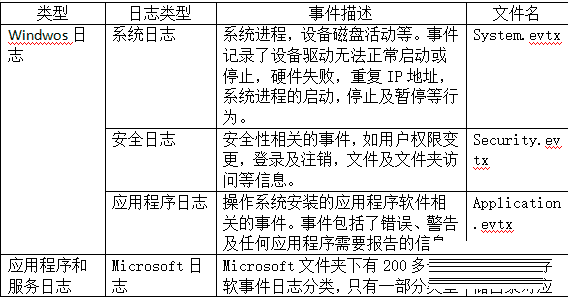 类型 日志类型 事件描述 文件名
Windwos 日 系统日志 系统进程，设备磁盘活动等。事件 System.evtx
志 记录了设备驱动无法正常启动或
停止，硬件失败，重复 IP 地址，
系统进程的启动，停止及暂停等行
为。
安全日志 安全性相关的事件，如用户权限变 Security.ev
更，登录及注销，文件及文件夹访 tx
问等信息。
应用程序日志 操作系统安装的应用程序软件相 Application
关的事件。事件包括了错误、警告 .evtx
及任何应用程序需要报告的信息
应用程序和 Microsoft 日 Microsoft 文件夹下有 200 多
服务日志 志 软事件日志分类，只有一部分类型